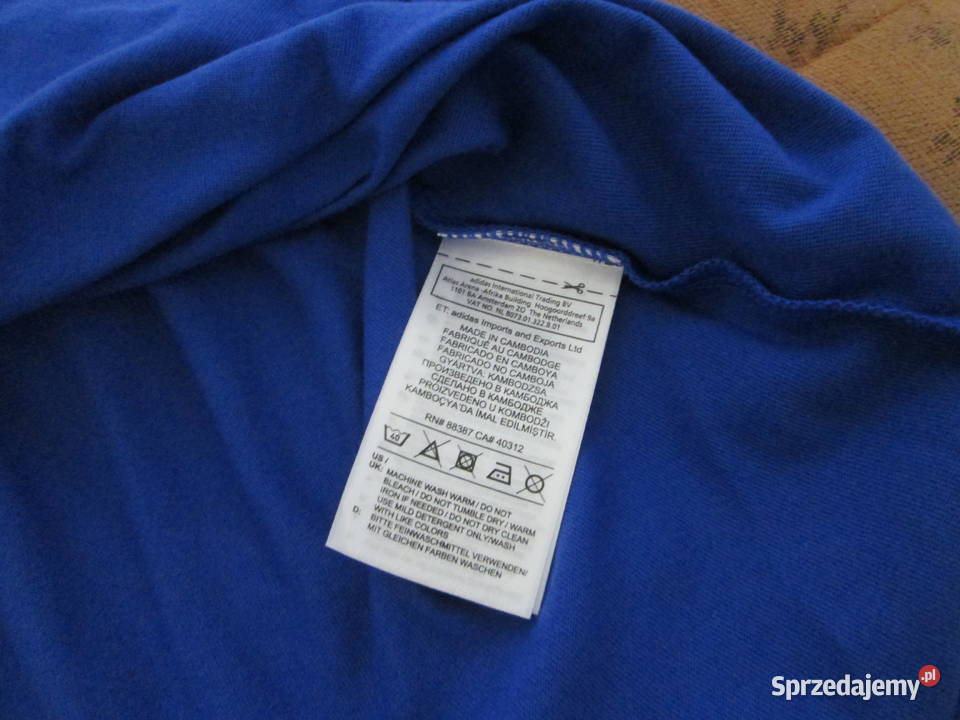 adidas International Trading BV
Atlas Arena -Afrika Building Hoogoorddreef 9a
1101 BA Amsterdam ZO The Netherlands
VAT NO. NL 8073.01.322.B.01
ET: adidas Imports and Exports Ltd
MADE IN CAMBODIA
FABRIQUÉ AU CAMBODGE
FABRICADO EN CAMBOYA
FABRICADO NO CAMBOJA
GYÁRTVA: KAMBODZSA
ПРОИЗВЕДЕНО В КАМБОДЖА
СДЕЛАНО В КАМБОДЖЕ
PROIZVEDENO U KOMBODŽI
KAMBOÇYA'DA İMAL EDİLMİŞTİR.
RN# 88387 CA# 40312
40
US /
UK: MACHINE WASH WARM / DO NOT
BLEACH / DO NOT TUMBLE DRY / WARM
IRON IF NEEDED / DO NOT DRY CLEAN
USE MILD DETERGENT ONLY/WASH
WITH LIKE COLORS
D: BITTE FEINWASCHMITTEL VERWENDEN/
MIT GLEICHEN FARBEN WASCHEN
Sprzedajemy.pl